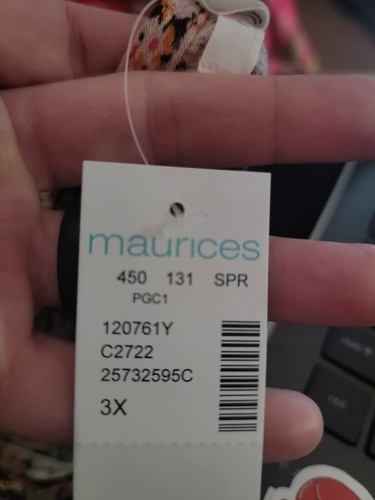 maurices
450 131 SPR
PGC1
120761Y
C2722
25732595C
3X